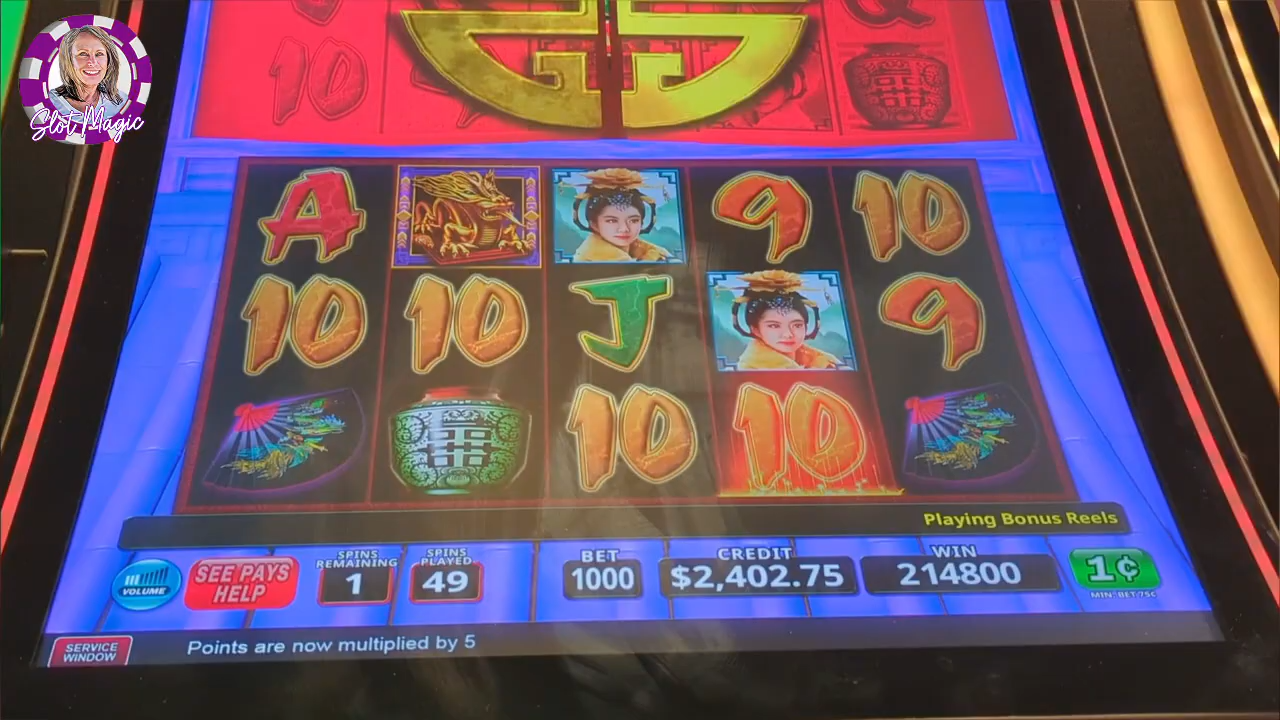 Slot Magic
10
Q
A
9
10
10
10
J
9
10
10
Playing Bonus Reels
VOLUME
SEE PAYS
HELP
SPINS
REMAINING
1
SPINS
PLAYED
49
BET
1000
CREDIT
$2,402.75
WIN
214800
1¢
MIN. BET 75¢
SERVICE
WINDOW
Points are now multiplied by 5